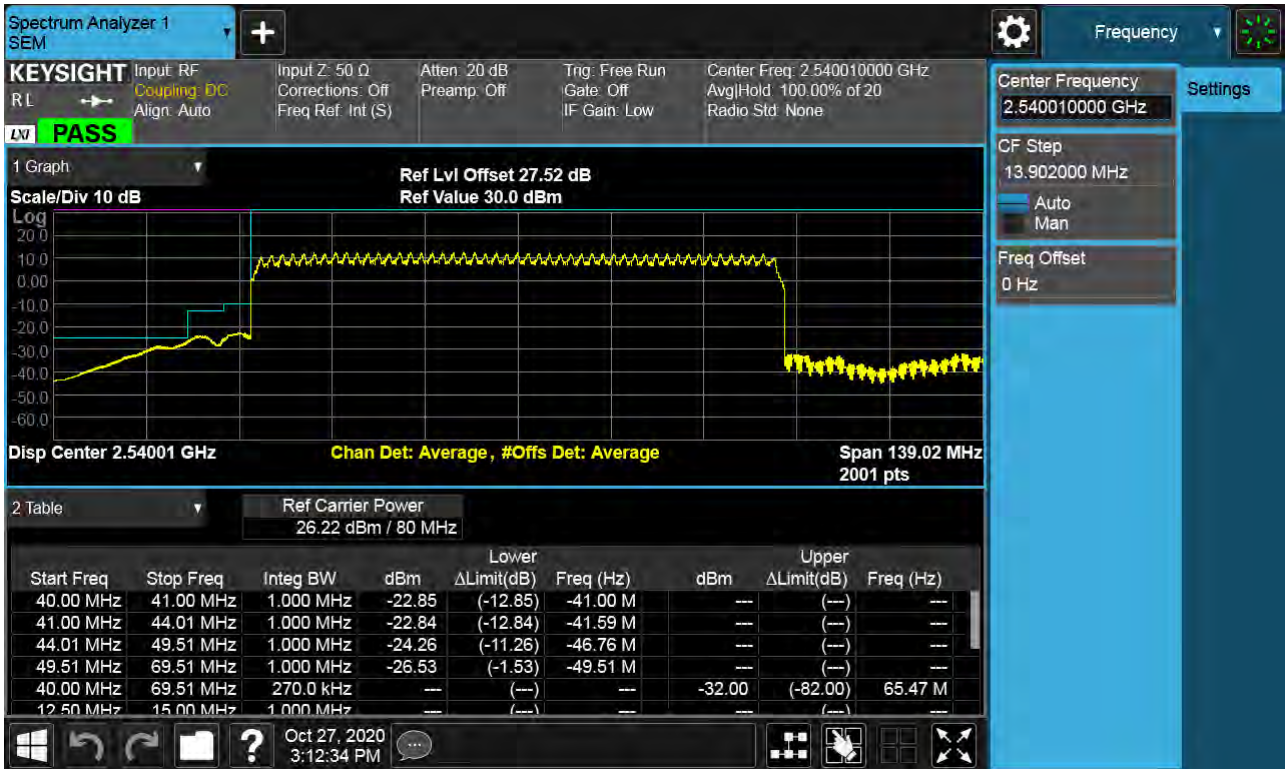 Spectrum Analyzer 1
SEM
Frequency
KEYSIGHT
RL
LXI
PASS
Input: RF
Coupling: DC
Align: Auto
Input Z: 50 Ω
Corrections: Off
Freq Ref: Int (S)
Atten: 20 dB
Preamp: Off
Trig: Free Run
Gate: Off
IF Gain: Low
Center Freq: 2.540010000 GHz
Avg|Hold: 100.00% of 20
Radio Std: None
Center Frequency
2.540010000 GHz
Settings
CF Step
13.902000 MHz
Auto
Man
Freq Offset
0 Hz
1 Graph
Scale/Div 10 dB
Ref Lvl Offset 27.52 dB
Ref Value 30.0 dBm
Log
20.0
10.0
0.00
-10.0
-20.0
-30.0
-40.0
-50.0
-60.0
Disp Center 2.54001 GHz
Chan Det: Average, #Offs Det: Average
Span 139.02 MHz
2001 pts
2 Table
Ref Carrier Power
26.22 dBm / 80 MHz
Lower Upper
Start Freq Stop Freq Integ BW dBm ΔLimit(dB) Freq (Hz) dBm ΔLimit(dB) Freq (Hz)
40.00 MHz 41.00 MHz 1.000 MHz -22.85 (-12.85) -41.00 M --- (---) ---
41.00 MHz 44.01 MHz 1.000 MHz -22.84 (-12.84) -41.59 M --- (---) ---
44.01 MHz 49.51 MHz 1.000 MHz -24.26 (-11.26) -46.76 M --- (---) ---
49.51 MHz 69.51 MHz 1.000 MHz -26.53 (-1.53) -49.51 M --- (---) ---
40.00 MHz 69.51 MHz 270.0 kHz --- (---) --- -32.00 (-82.00) 65.47 M
12.50 MHz 15.00 MHz 1.000 MHz --- (---) --- --- (---) ---
Oct 27, 2020
3:12:34 PM